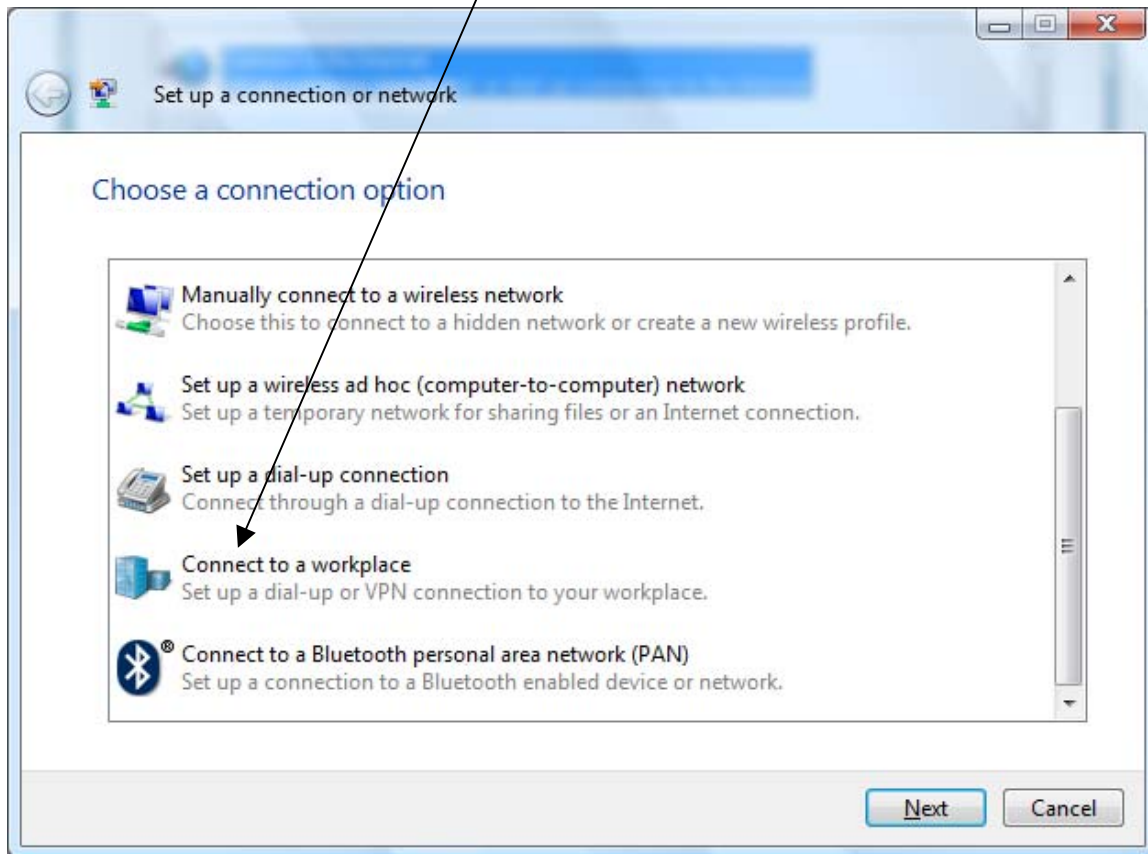 Set up a connection or network
Choose a connection option
Manually connect to a wireless network
Choose this to connect to a hidden network or create a new wireless profile.
Set up a wireless ad hoc (computer-to-computer) network
Set up a temporary network for sharing files or an Internet connection.
Set up a dial-up connection
Connect through a dial-up connection to the Internet.
Connect to a workplace
Set up a dial-up or VPN connection to your workplace.
® Connect to a Bluetooth personal area network (PAN)
Set up a connection to a Bluetooth enabled device or network.
Next Cancel